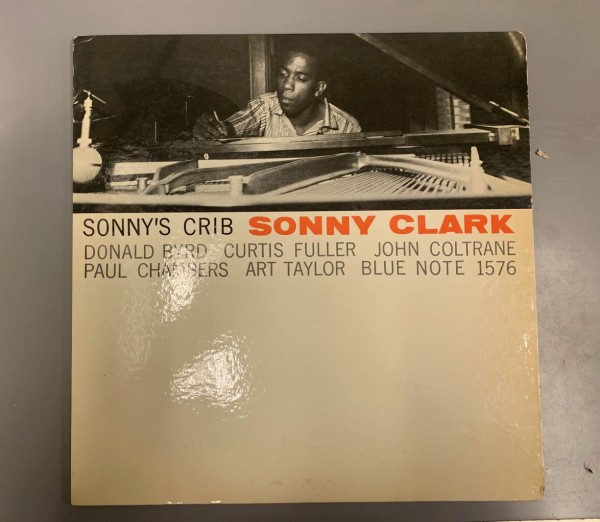 SONNY'S CRIB SONNY CLARK
DONALD BYRD CURTIS FULLER JOHN COLTRANE
PAUL CHAMBERS ART TAYLOR BLUE NOTE 1576